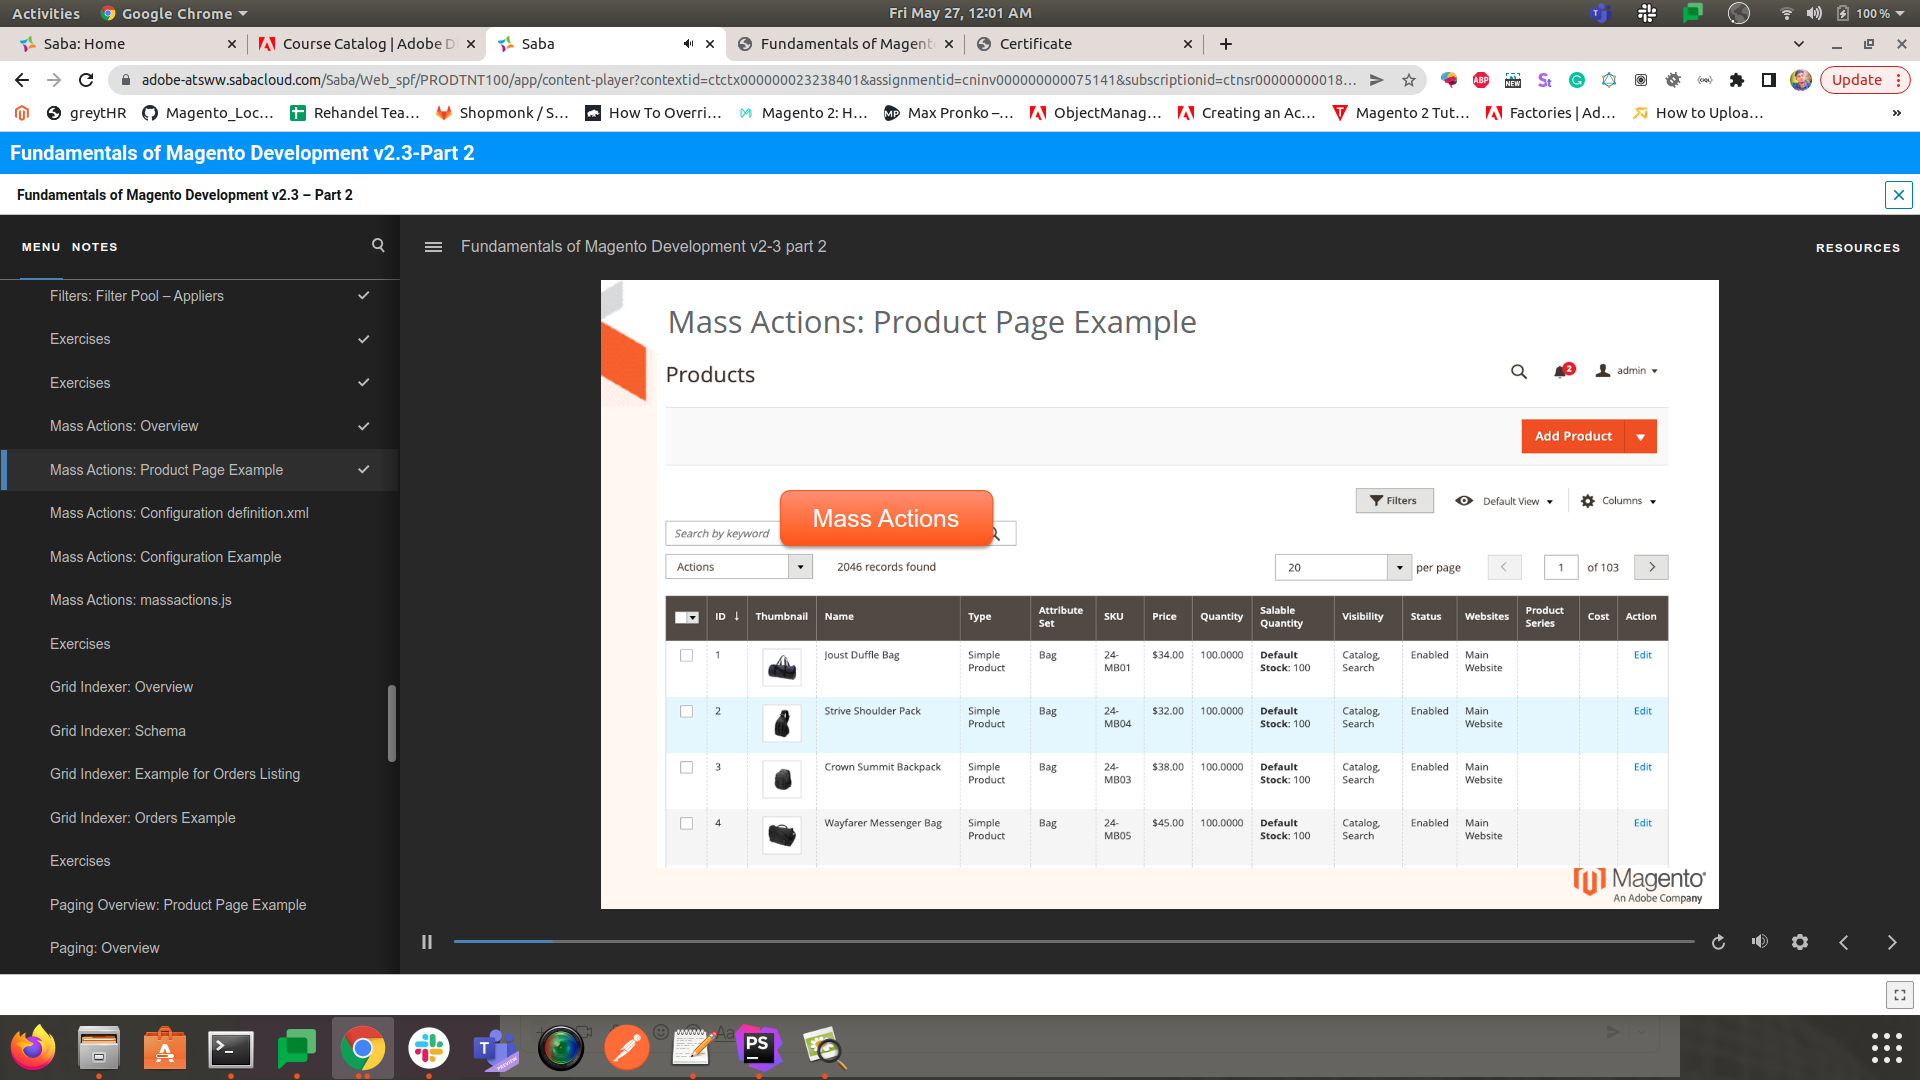 Activities Google Chrome Fri May 27, 12:01 AM 100 %
Saba: Home Course Catalog | Adobe D Saba Fundamentals of Magent Certificate
adobe-atsww.sabacloud.com/Saba/Web_spf/PRODTNT100/app/content-player?contextid=ctctx000000023238401&assignmentid=cninv000000000075141&subscriptionid=ctnsr00000000018... ABP NEW Update
greytHR Magento_Loc... Rehandel Tea... Shopmonk / S... How To Overri... Magento 2: H... Max Pronko –... ObjectManag... Creating an Ac... Magento 2 Tut... Factories | Ad... How to Uploa... »
Fundamentals of Magento Development v2.3-Part 2
Fundamentals of Magento Development v2.3 – Part 2
MENU NOTES
Fundamentals of Magento Development v2-3 part 2
RESOURCES
Filters: Filter Pool – Appliers
Exercises
Exercises
Mass Actions: Overview
Mass Actions: Product Page Example
Mass Actions: Configuration definition.xml
Mass Actions: Configuration Example
Mass Actions: massactions.js
Exercises
Grid Indexer: Overview
Grid Indexer: Schema
Grid Indexer: Example for Orders Listing
Grid Indexer: Orders Example
Exercises
Paging Overview: Product Page Example
Paging: Overview
Mass Actions: Product Page Example
Products
2 admin
Add Product
Filters Default View Columns
Search by keyword
Mass Actions
Actions 2046 records found 20 per page 1 of 103
ID ↓ Thumbnail Name Type Attribute Set SKU Price Quantity Salable Quantity Visibility Status Websites Product Series Cost Action
1 Joust Duffle Bag Simple Product Bag 24-MB01 $34.00 100.0000 Default Stock: 100 Catalog, Search Enabled Main Website Edit
2 Strive Shoulder Pack Simple Product Bag 24-MB04 $32.00 100.0000 Default Stock: 100 Catalog, Search Enabled Main Website Edit
3 Crown Summit Backpack Simple Product Bag 24-MB03 $38.00 100.0000 Default Stock: 100 Catalog, Search Enabled Main Website Edit
4 Wayfarer Messenger Bag Simple Product Bag 24-MB05 $45.00 100.0000 Default Stock: 100 Catalog, Search Enabled Main Website Edit
Magento
An Adobe Company
PS